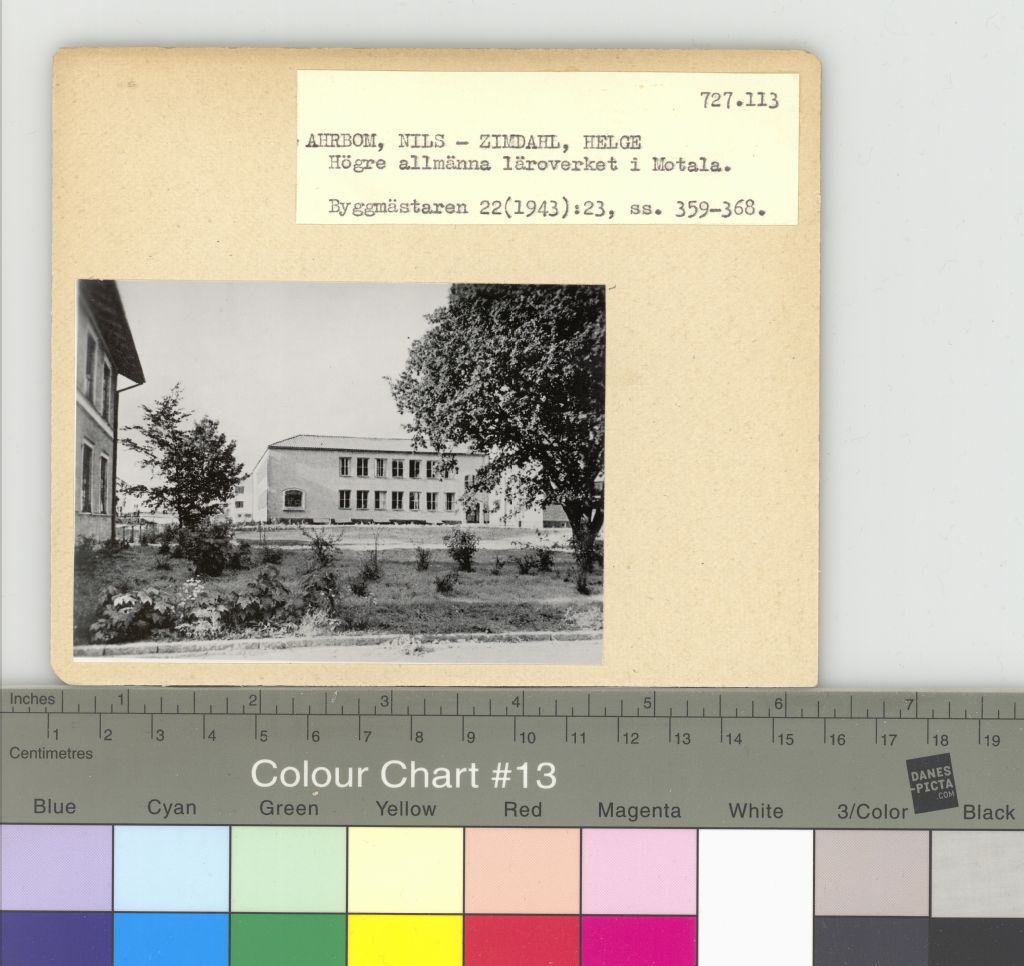 727.113
AHRBOM, NILS - ZIMDAHL, HELGE
Högre allmänna läroverket i Motala.
Byggmästaren 22(1943):23, ss. 359-368.
Inches 1 2 3 4 5 6 7
1 2 3 4 5 6 7 8 9 10 11 12 13 14 15 16 17 18 19
Centimetres
Colour Chart #13
DANES
-PICTA
.COM
Blue Cyan Green Yellow Red Magenta White 3/Color Black